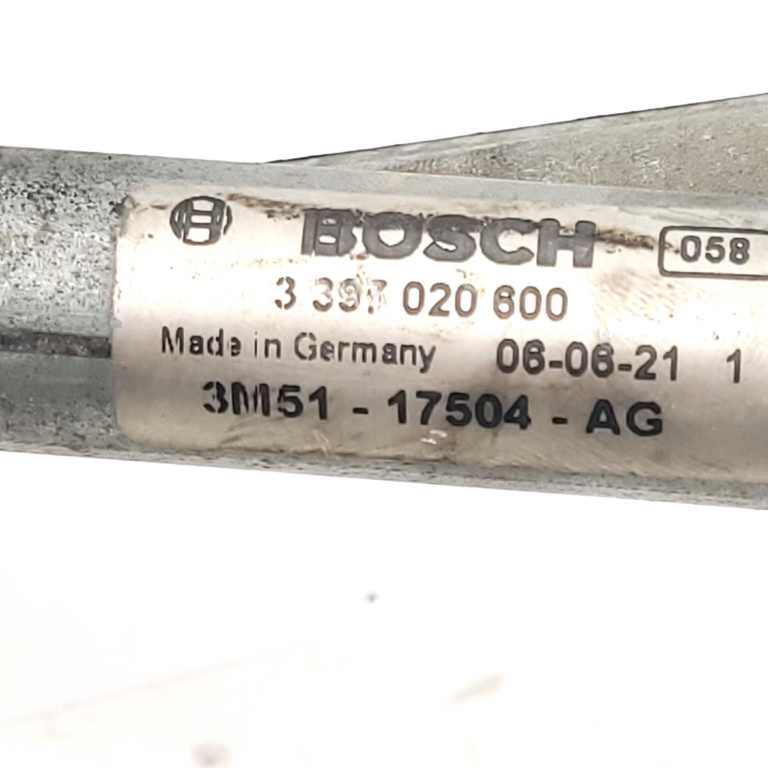 BOSCH 058
3 397 020 600
Made in Germany 06-06-21 1
3M51 - 17504 - AG